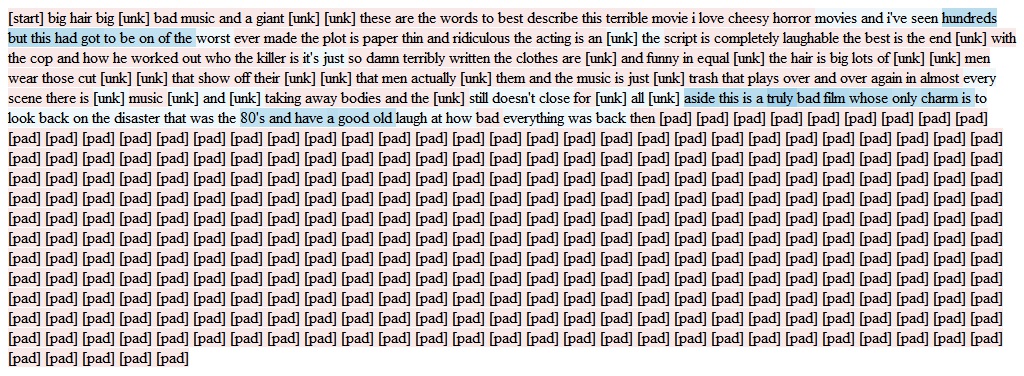 [start] big hair big [unk] bad music and a giant [unk] [unk] these are the words to best describe this terrible movie i love cheesy horror movies and i've seen hundreds
but this had got to be on of the worst ever made the plot is paper thin and ridiculous the acting is an [unk] the script is completely laughable the best is the end [unk] with
the cop and how he worked out who the killer is it's just so damn terribly written the clothes are [unk] and funny in equal [unk] the hair is big lots of [unk] [unk] men
wear those cut [unk] [unk] that show off their [unk] [unk] that men actually [unk] them and the music is just [unk] trash that plays over and over again in almost every
scene there is [unk] music [unk] and [unk] taking away bodies and the [unk] still doesn't close for [unk] all [unk] aside this is a truly bad film whose only charm is to
look back on the disaster that was the 80's and have a good old laugh at how bad everything was back then [pad] [pad] [pad] [pad] [pad] [pad] [pad] [pad] [pad]
[pad] [pad] [pad] [pad] [pad] [pad] [pad] [pad] [pad] [pad] [pad] [pad] [pad] [pad] [pad] [pad] [pad] [pad] [pad] [pad] [pad] [pad] [pad] [pad] [pad] [pad] [pad]
[pad] [pad] [pad] [pad] [pad] [pad] [pad] [pad] [pad] [pad] [pad] [pad] [pad] [pad] [pad] [pad] [pad] [pad] [pad] [pad] [pad] [pad] [pad] [pad] [pad] [pad] [pad]
[pad] [pad] [pad] [pad] [pad] [pad] [pad] [pad] [pad] [pad] [pad] [pad] [pad] [pad] [pad] [pad] [pad] [pad] [pad] [pad] [pad] [pad] [pad] [pad] [pad] [pad] [pad]
[pad] [pad] [pad] [pad] [pad] [pad] [pad] [pad] [pad] [pad] [pad] [pad] [pad] [pad] [pad] [pad] [pad] [pad] [pad] [pad] [pad] [pad] [pad] [pad] [pad] [pad] [pad]
[pad] [pad] [pad] [pad] [pad] [pad] [pad] [pad] [pad] [pad] [pad] [pad] [pad] [pad] [pad] [pad] [pad] [pad] [pad] [pad] [pad] [pad] [pad] [pad] [pad] [pad] [pad]
[pad] [pad] [pad] [pad] [pad] [pad] [pad] [pad] [pad] [pad] [pad] [pad] [pad] [pad] [pad] [pad] [pad] [pad] [pad] [pad] [pad] [pad] [pad] [pad] [pad] [pad] [pad]
[pad] [pad] [pad] [pad] [pad] [pad] [pad] [pad] [pad] [pad] [pad] [pad] [pad] [pad] [pad] [pad] [pad] [pad] [pad] [pad] [pad] [pad] [pad] [pad] [pad] [pad] [pad]
[pad] [pad] [pad] [pad] [pad] [pad] [pad] [pad] [pad] [pad] [pad] [pad] [pad] [pad] [pad] [pad] [pad] [pad] [pad] [pad] [pad] [pad] [pad] [pad] [pad] [pad] [pad]
[pad] [pad] [pad] [pad] [pad] [pad] [pad] [pad] [pad] [pad] [pad] [pad] [pad] [pad] [pad] [pad] [pad] [pad] [pad] [pad] [pad] [pad] [pad] [pad] [pad] [pad] [pad]
[pad] [pad] [pad] [pad] [pad] [pad] [pad] [pad] [pad] [pad] [pad] [pad] [pad] [pad] [pad] [pad] [pad] [pad] [pad] [pad] [pad] [pad] [pad] [pad] [pad] [pad] [pad]
[pad] [pad] [pad] [pad] [pad] [pad] [pad] [pad] [pad] [pad] [pad] [pad] [pad] [pad] [pad] [pad] [pad] [pad] [pad] [pad] [pad] [pad] [pad] [pad] [pad] [pad] [pad]
[pad] [pad] [pad] [pad] [pad]